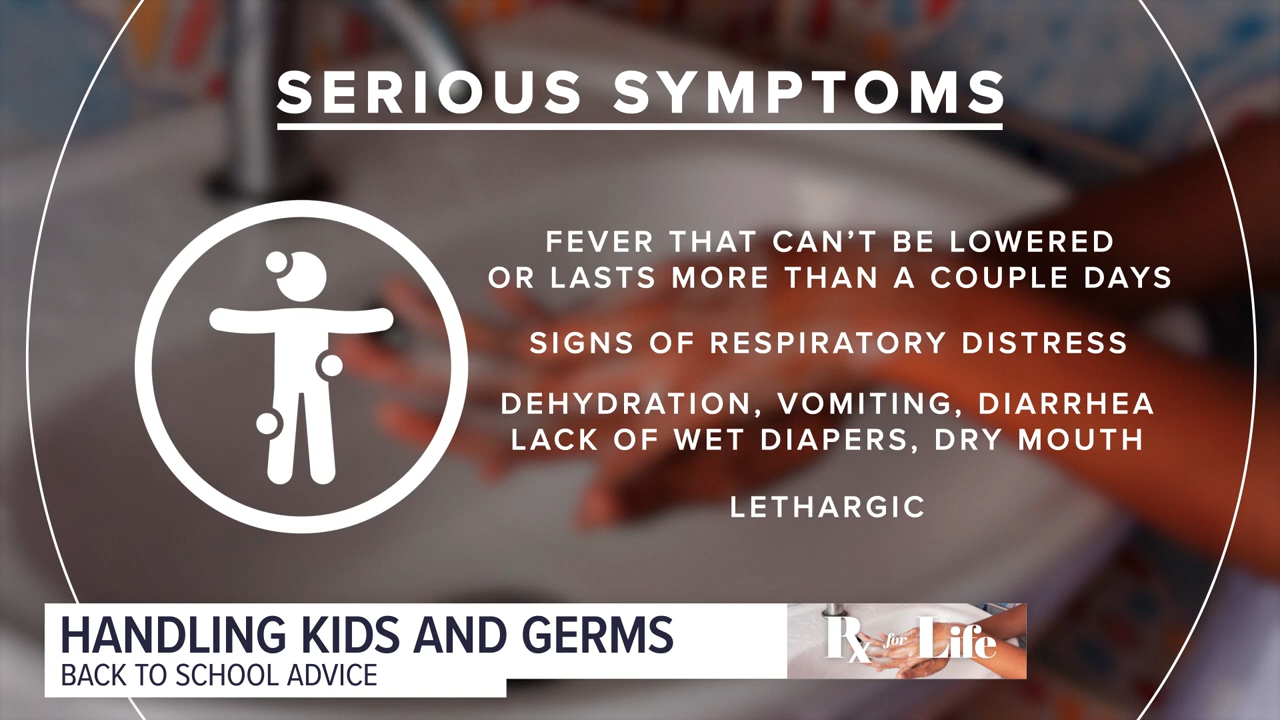 SERIOUS SYMPTOMS
FEVER THAT CAN’T BE LOWERED
OR LASTS MORE THAN A COUPLE DAYS
SIGNS OF RESPIRATORY DISTRESS
DEHYDRATION, VOMITING, DIARRHEA
LACK OF WET DIAPERS, DRY MOUTH
LETHARGIC
HANDLING KIDS AND GERMS
BACK TO SCHOOL ADVICE
Rx for Life